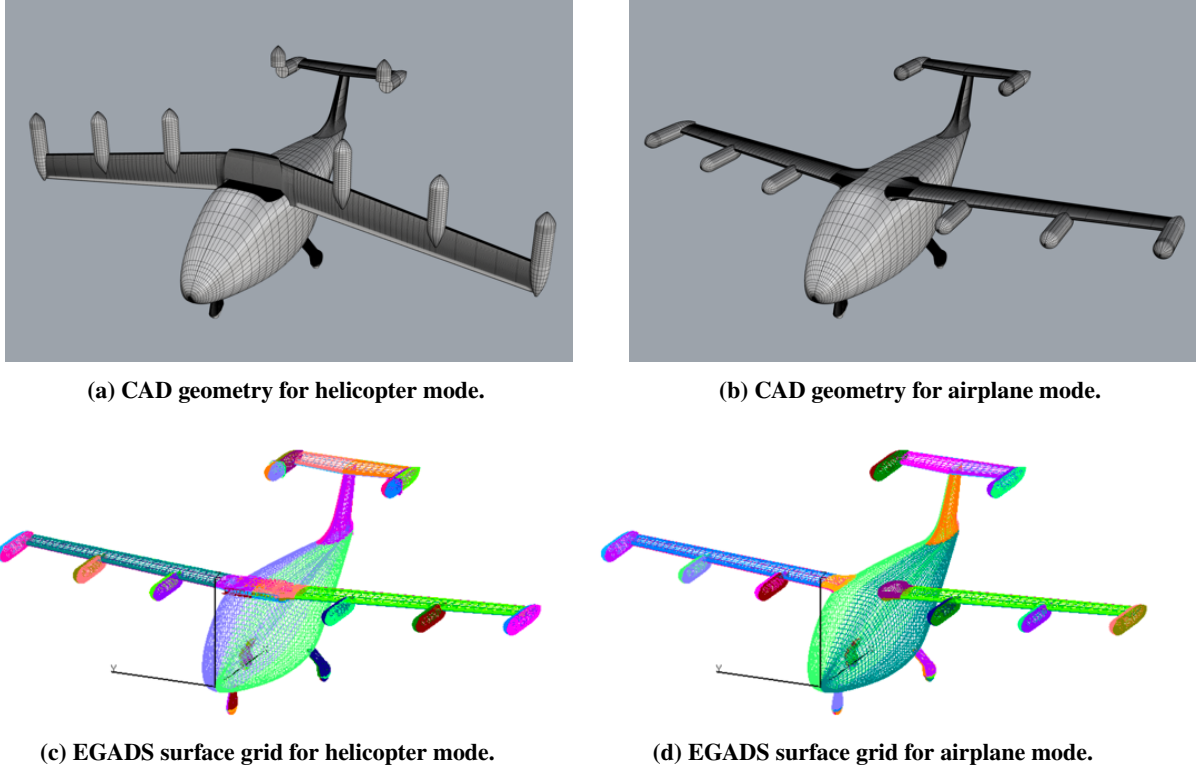 (a) CAD geometry for helicopter mode.
(b) CAD geometry for airplane mode.
Y
Y
(c) EGADS surface grid for helicopter mode.
(d) EGADS surface grid for airplane mode.